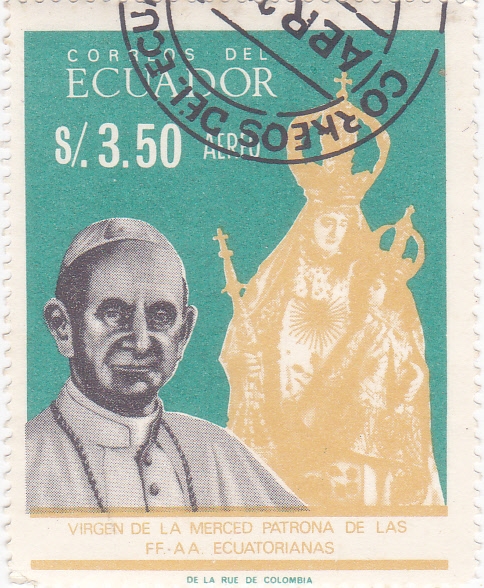 CORREOS DEL ECU
AER
CORREOS DEL
ECUADOR
S/. 3.50 AEREO
VIRGEN DE LA MERCED PATRONA DE LAS
FF.-AA. ECUATORIANAS
DE LA RUE DE COLOMBIA